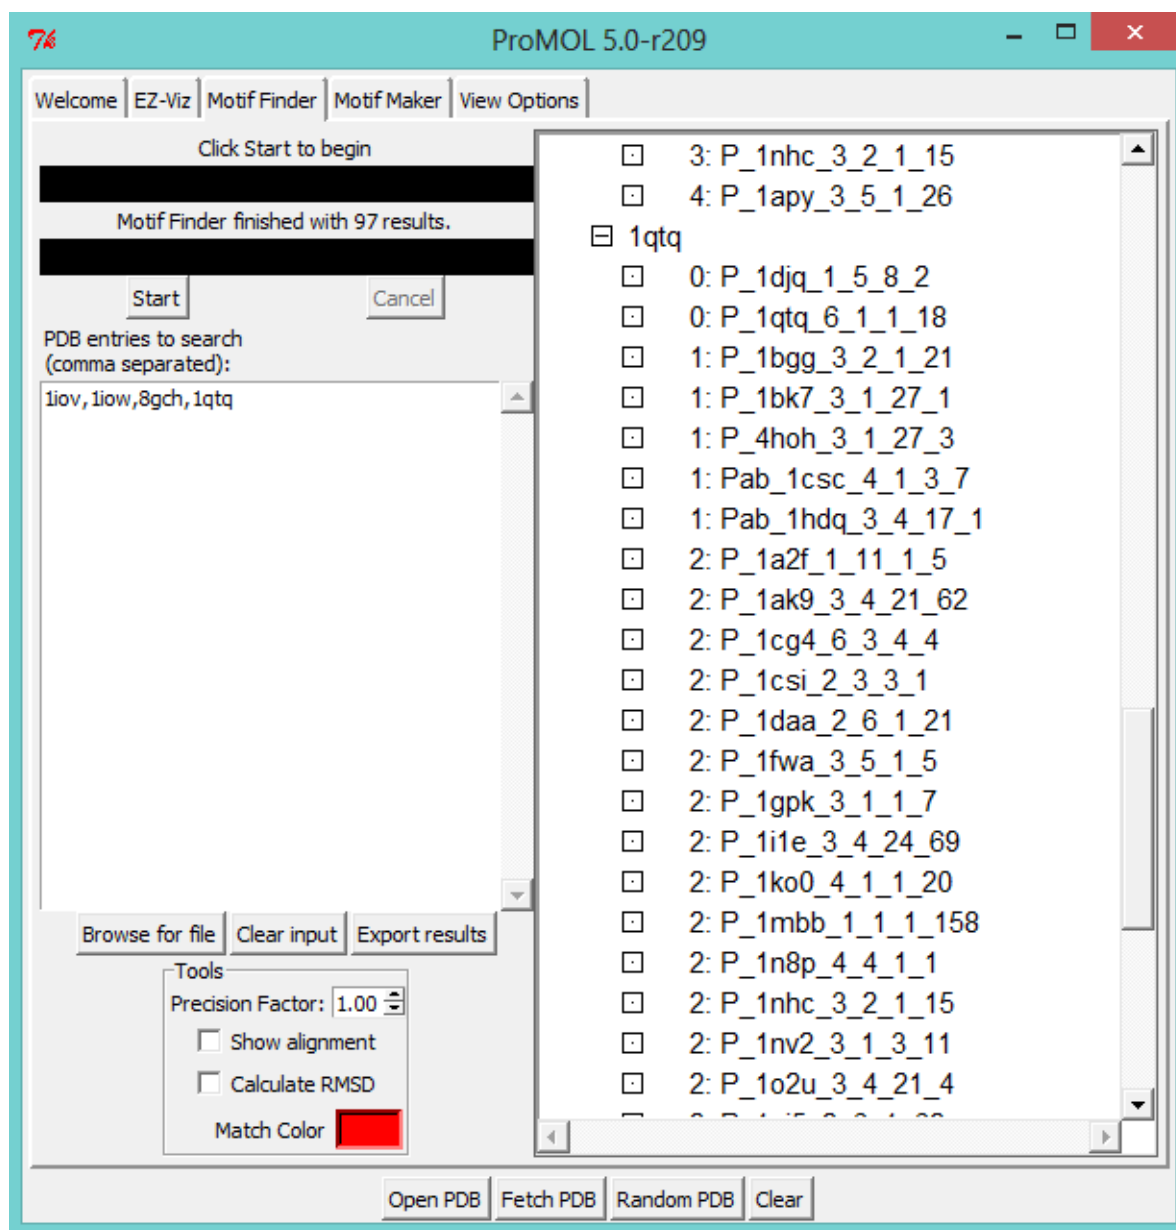 7k ProMOL 5.0-r209
Welcome EZ-Viz Motif Finder Motif Maker View Options
Click Start to begin
Motif Finder finished with 97 results.
Start Cancel
PDB entries to search
(comma separated):
1iov,1iow,8gch,1qtq
Browse for file Clear input Export results
Tools
Precision Factor: 1.00
Show alignment
Calculate RMSD
Match Color
3: P_1nhc_3_2_1_15
4: P_1apy_3_5_1_26
1qtq
0: P_1djq_1_5_8_2
0: P_1qtq_6_1_1_18
1: P_1bgg_3_2_1_21
1: P_1bk7_3_1_27_1
1: P_4hoh_3_1_27_3
1: Pab_1csc_4_1_3_7
1: Pab_1hdq_3_4_17_1
2: P_1a2f_1_11_1_5
2: P_1ak9_3_4_21_62
2: P_1cg4_6_3_4_4
2: P_1csi_2_3_3_1
2: P_1daa_2_6_1_21
2: P_1fwa_3_5_1_5
2: P_1gpk_3_1_1_7
2: P_1i1e_3_4_24_69
2: P_1ko0_4_1_1_20
2: P_1mbb_1_1_1_158
2: P_1n8p_4_4_1_1
2: P_1nhc_3_2_1_15
2: P_1nv2_3_1_3_11
2: P_1o2u_3_4_21_4
Open PDB Fetch PDB Random PDB Clear